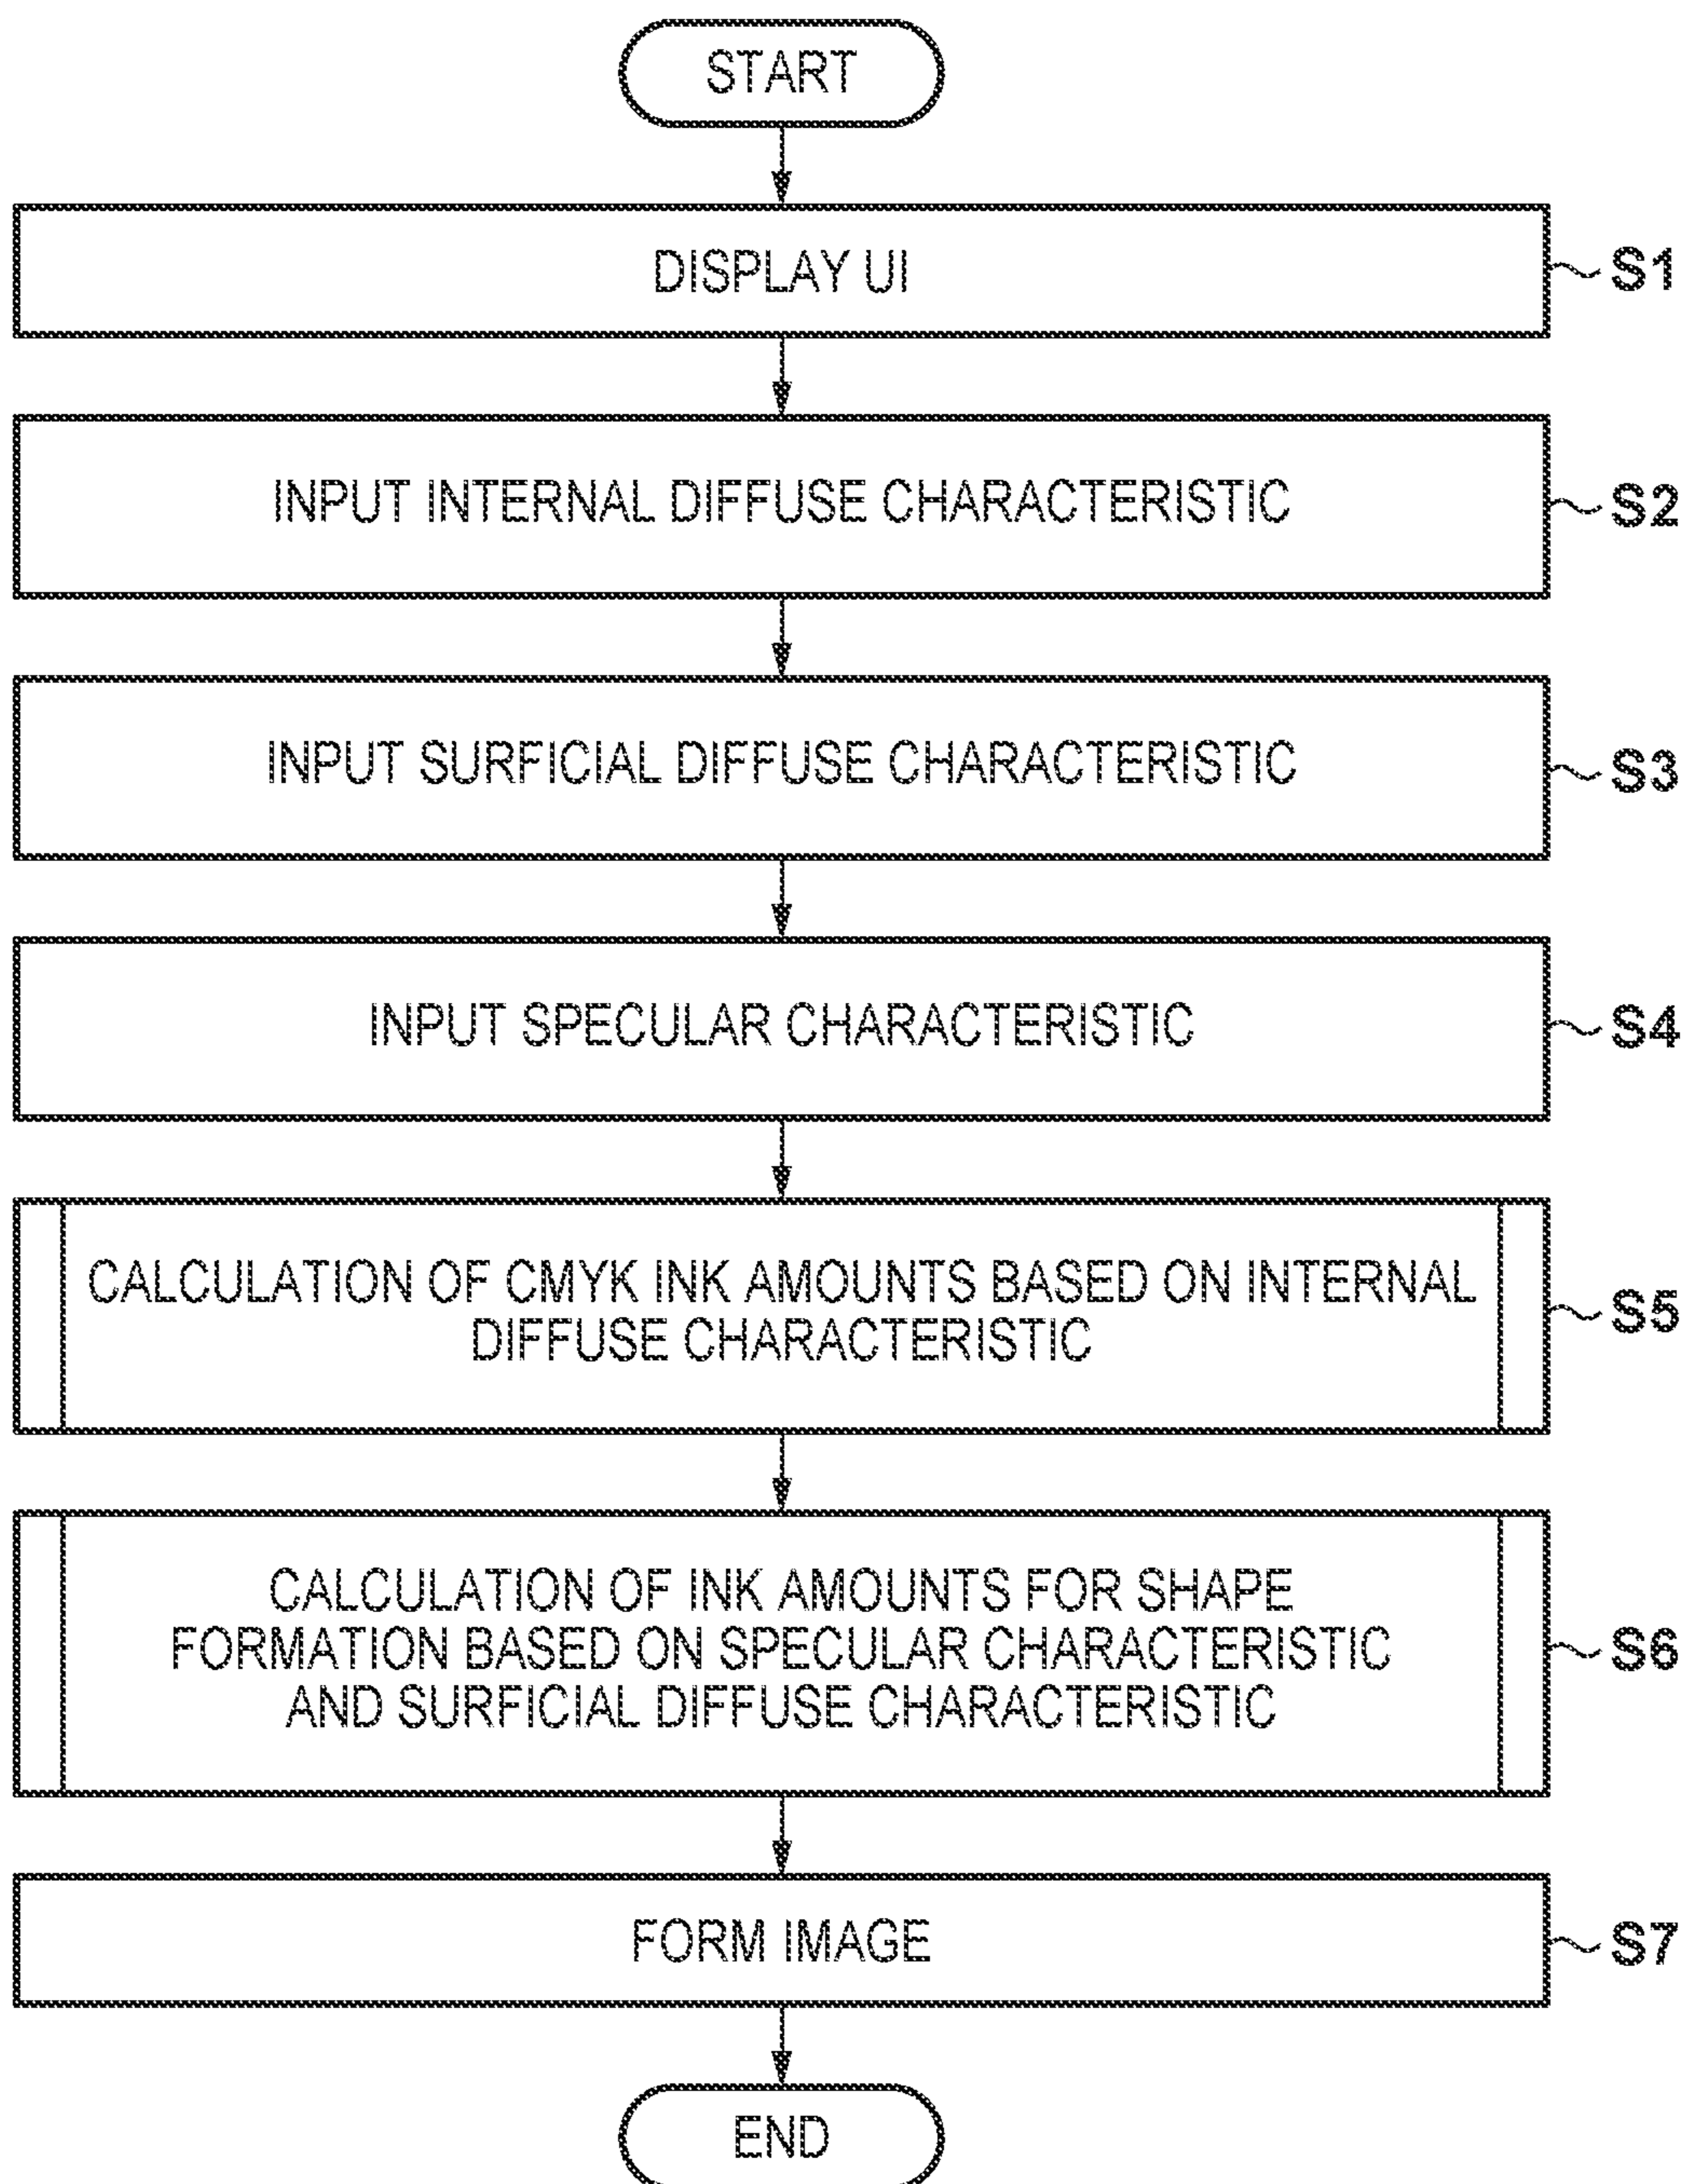 START
DISPLAY UI
S1
INPUT INTERNAL DIFFUSE CHARACTERISTIC
S2
INPUT SURFICIAL DIFFUSE CHARACTERISTIC
S3
INPUT SPECULAR CHARACTERISTIC
S4
CALCULATION OF CMYK INK AMOUNTS BASED ON INTERNAL
DIFFUSE CHARACTERISTIC
S5
CALCULATION OF INK AMOUNTS FOR SHAPE
FORMATION BASED ON SPECULAR CHARACTERISTIC
AND SURFICIAL DIFFUSE CHARACTERISTIC
S6
FORM IMAGE
S7
END